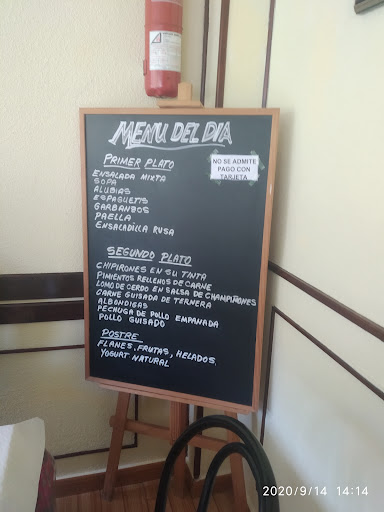 MENU DEL DIA
PRIMER PLATO
NO SE ADMITE
PAGO CON
TARJETA
ENSALADA MIXTA
SOPA
ALUBIAS
ESPAGUETTS
GARBANSOS
PAELLA
ENSALADILLA RUSA
SEGUNDO PLATO
CHIPIRONES EN SU TINTA
PIMIENTOS RELLENOS DE CARNE
LOMO DE CERDO EN SALSA DE CHAMPIÑONES
CARNE GUISADA DE TERNERA
ALBONDIGAS
PECHUGA DE POLLO EMPANADA
POLLO GUISADO
POSTRE
FLANES, FRUTAS, HELADOS,
YOGURT NATURAL
2020/9/14 14:14